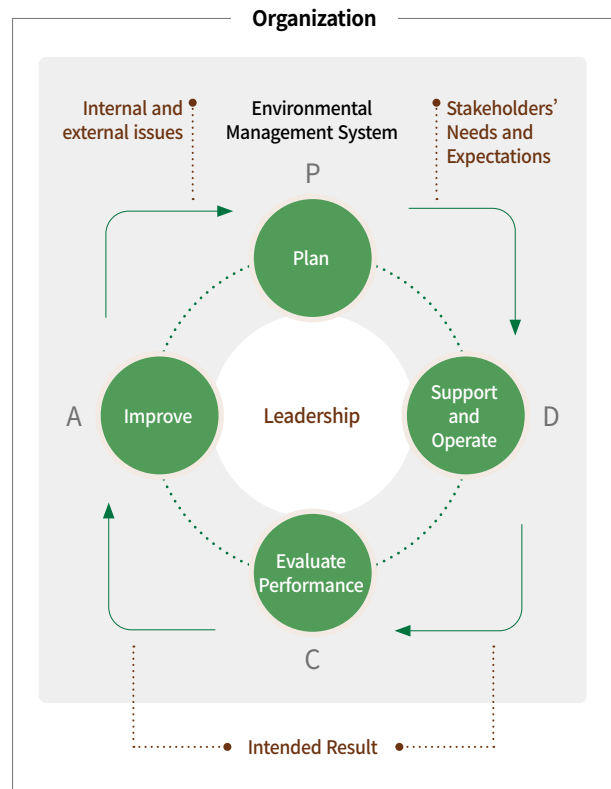 Organization
Internal and
external issues
Environmental
Management System
Stakeholders'
Needs and
Expectations
P
Plan
A
Improve
Leadership
Support
and
Operate
D
Evaluate
Performance
C
Intended Result